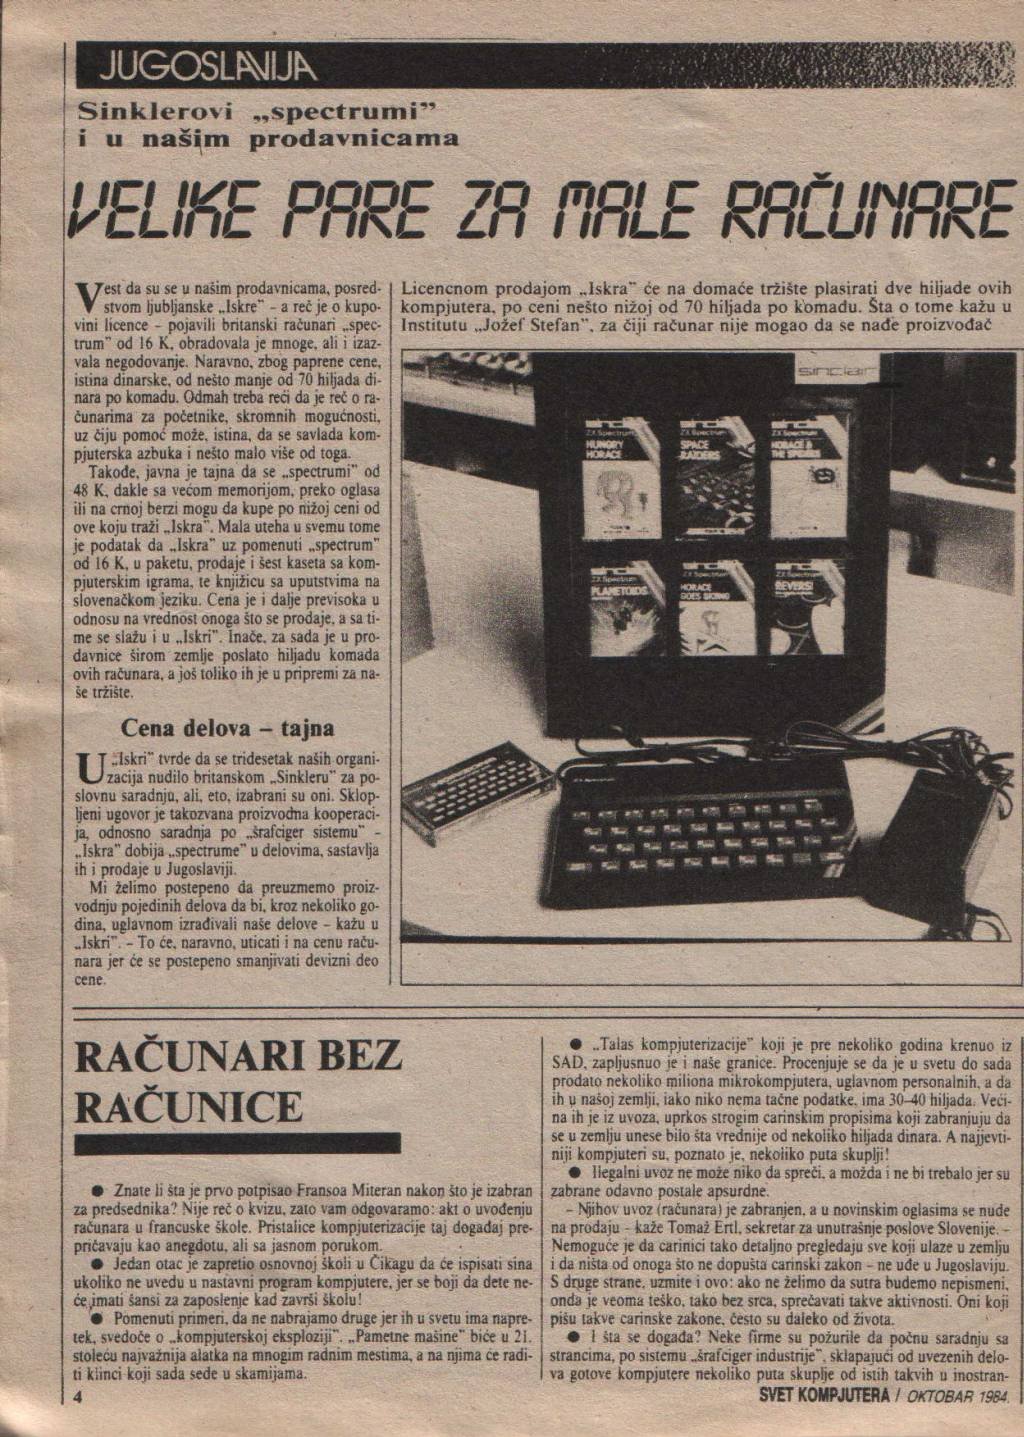 JUGOSLAVIJA
Sinklerovi „spectrumi”
i u našim prodavnicama
VELIKE PARE ZA MALE RAČUNARE
Vest da su se u našim prodavnicama, posred-
stvom ljubljanske „Iskre” - a reč je o kupo-
vini licence - pojavili britanski računari „spec-
trum” od 16 K, obradovala je mnoge, ali i izaz-
vala negodovanje. Naravno, zbog paprene cene,
istina dinarske, od nešto manje od 70 hiljada di-
nara po komadu. Odmah treba reći da je reč o ra-
čunarima za početnike, skromnih mogućnosti,
uz čiju pomoć može, istina, da se savlada kom-
pjuterska azbuka i nešto malo više od toga.
Takođe, javna je tajna da se „spectrumi” od
48 K, dakle sa većom memorijom, preko oglasa
ili na crnoj berzi mogu da kupe po nižoj ceni od
ove koju traži „Iskra”. Mala uteha u svemu tome
je podatak da „Iskra” uz pomenuti „spectrum”
od 16 K, u paketu, prodaje i šest kaseta sa kom-
pjuterskim igrama, te knjižicu sa uputstvima na
slovenačkom jeziku. Cena je i dalje previsoka u
odnosu na vrednost onoga što se prodaje, a sa ti-
me se slažu i u „Iskri”. Inače, za sada je u pro-
davnice širom zemlje poslato hiljadu komada
ovih računara, a još toliko ih je u pripremi za na-
še tržište.
Cena delova – tajna
U „Iskri” tvrde da se tridesetak naših organi-
zacija nudilo britanskom „Sinkleru” za po-
slovnu saradnju, ali, eto, izabrani su oni. Sklop-
ljeni ugovor je takozvana proizvodna kooperaci-
ja, odnosno saradnja po „šrafciger sistemu” -
„Iskra” dobija „spectrume” u delovima, sastavlja
ih i prodaje u Jugoslaviji.
Mi želimo postepeno da preuzmemo proiz-
vodnju pojedinih delova da bi, kroz nekoliko go-
dina, uglavnom izrađivali naše delove - kažu u
„Iskri”. - To će, naravno, uticati i na cenu raču-
nara jer će se postepeno smanjivati devizni deo
cene.
Licencnom prodajom „Iskra” će na domaće tržište plasirati dve hiljade ovih
kompjutera, po ceni nešto nižoj od 70 hiljada po komadu. Šta o tome kažu u
Institutu „Jožef Stefan”, za čiji računar nije mogao da se nađe proizvođač
sinclair
ZX Spectrum
HUNGRY
HORACE
ZX Spectrum
SPACE
RAIDERS
ZX Spectrum
HORACE &
THE SPIDERS
ZX Spectrum
PLANETOIDS
ZX Spectrum
HORACE
GOES SKIING
ZX Spectrum
REVERSI
RAČUNARI BEZ
RAČUNICE
● Znate li šta je prvo potpisao Fransoa Miteran nakon što je izabran
za predsednika? Nije reč o kvizu, zato vam odgovaramo: akt o uvođenju
računara u francuske škole. Pristalice kompjuterizacije taj događaj pre-
pričavaju kao anegdotu, ali sa jasnom porukom.
● Jedan otac je zapretio osnovnoj školi u Čikagu da će ispisati sina
ukoliko ne uvedu u nastavni program kompjutere, jer se boji da dete ne-
će imati šansi za zaposlenje kad završi školu!
● Pomenuti primeri, da ne nabrajamo druge jer ih u svetu ima napre-
tek, svedoče o „kompjuterskoj eksploziji”. „Pametne mašine” biće u 21.
stoleću najvažnija alatka na mnogim radnim mestima, a na njima će radi-
ti klinci koji sada sede u skamijama.
● „Talas kompjuterizacije” koji je pre nekoliko godina krenuo iz
SAD, zapljusnuo je i naše granice. Procenjuje se da je u svetu do sada
prodato nekoliko miliona mikrokompjutera, uglavnom personalnih, a da
ih u našoj zemlji, iako niko nema tačne podatke, ima 30–40 hiljada. Veći-
na ih je iz uvoza, uprkos strogim carinskim propisima koji zabranjuju da
se u zemlju unese bilo šta vrednije od nekoliko hiljada dinara. A najjevti-
niji kompjuteri su, poznato je, nekoliko puta skuplji!
● Ilegalni uvoz ne može niko da spreči, a možda i ne bi trebalo jer su
zabrane odavno postale apsurdne.
– Njihov uvoz (računara) je zabranjen, a u novinskim oglasima se nude
na prodaju - kaže Tomaž Ertl, sekretar za unutrašnje poslove Slovenije. -
Nemoguće je da carinici tako detaljno pregledaju sve koji ulaze u zemlju
i da ništa od onoga što ne dopušta carinski zakon - ne uđe u Jugoslaviju.
S druge strane, uzmite i ovo: ako ne želimo da sutra budemo nepismeni,
onda je veoma teško, tako bez srca, sprečavati takve aktivnosti. Oni koji
pišu takve carinske zakone, često su daleko od života.
● I šta se događa? Neke firme su požurile da počnu saradnju sa
strancima, po sistemu „šrafciger industrije”, sklapajući od uvezenih delo-
va gotove kompjutere nekoliko puta skuplje od istih takvih u inostran-
4
SVET KOMPJUTERA / OKTOBAR 1984.